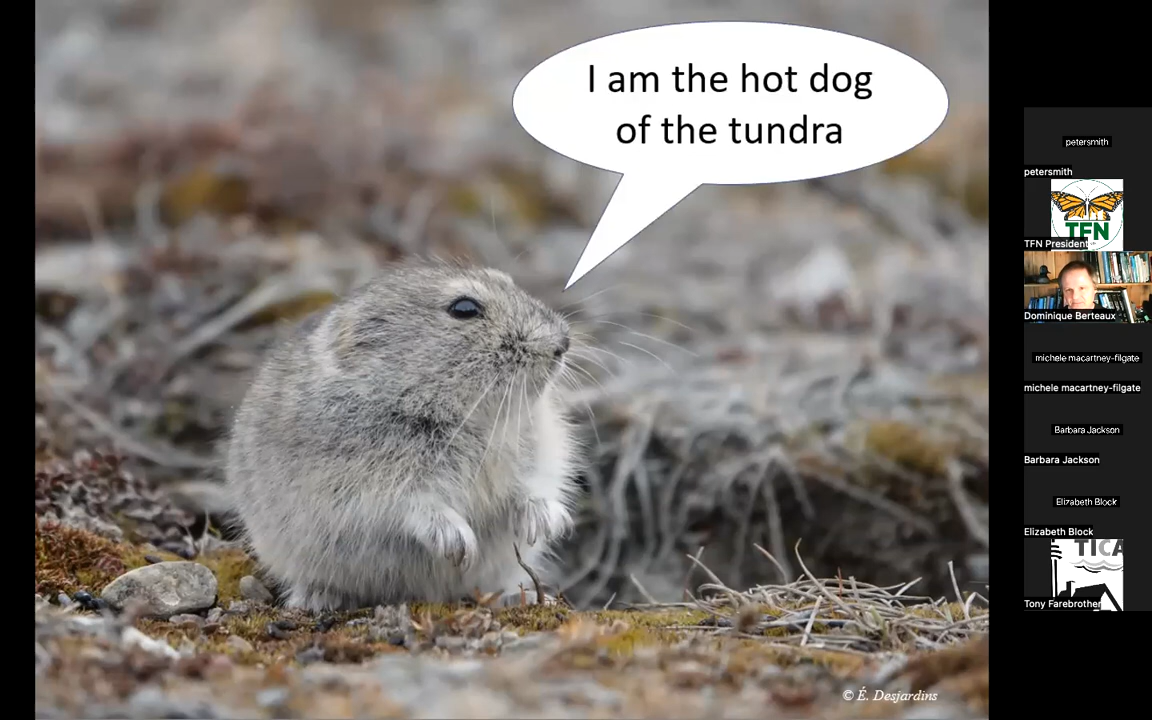 I am the hot dog
of the tundra
© É. Desjardins
petersmith
petersmith
TFN
TFN President
Dominique Berteaux
michele macartney-filgate
michele macartney-filgate
Barbara Jackson
Barbara Jackson
Elizabeth Block
Elizabeth Block
TICA
Tony Farebrother